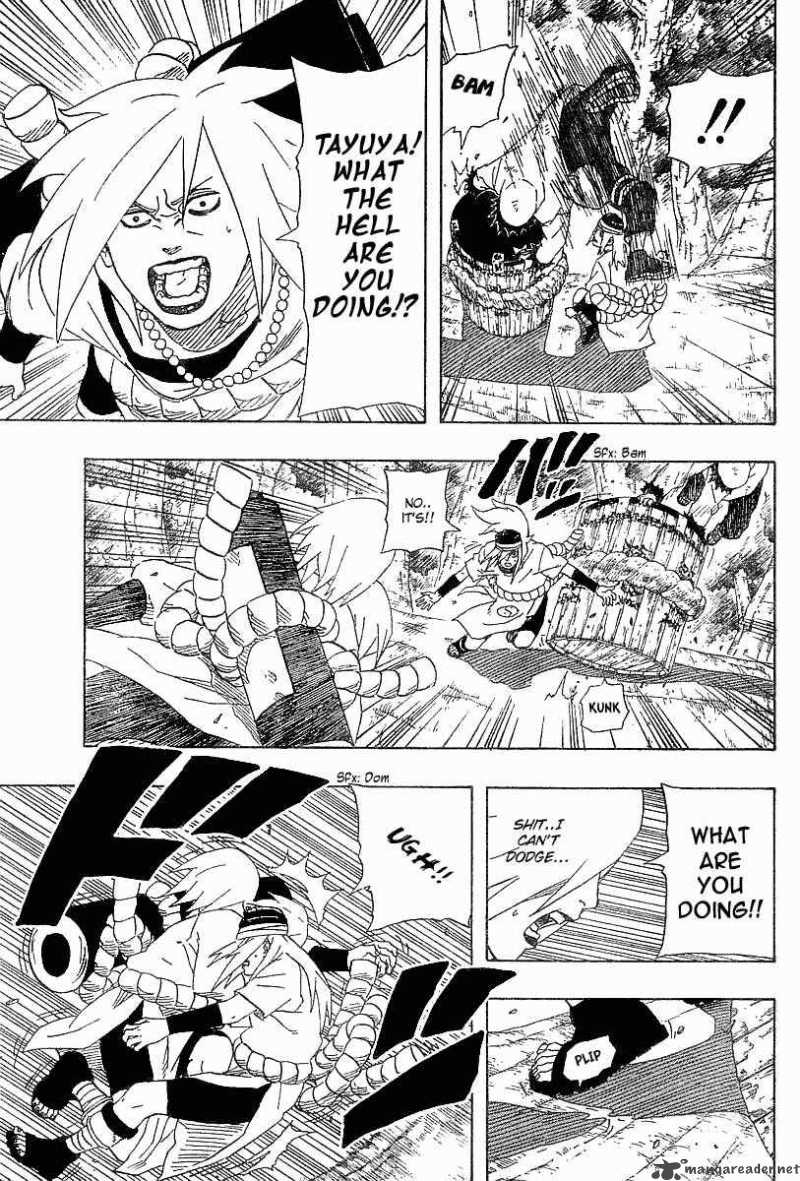 !!
BAM
TAYUYA!
WHAT
THE
HELL
ARE
YOU
DOING!?
Sfx: Bam
NO..
IT'S!!
KUNK
WHAT
ARE
YOU
DOING!!
SHIT..I
CAN'T
DODGE...
PLIP
Sfx: Dom
UGH!!
mangareader.net